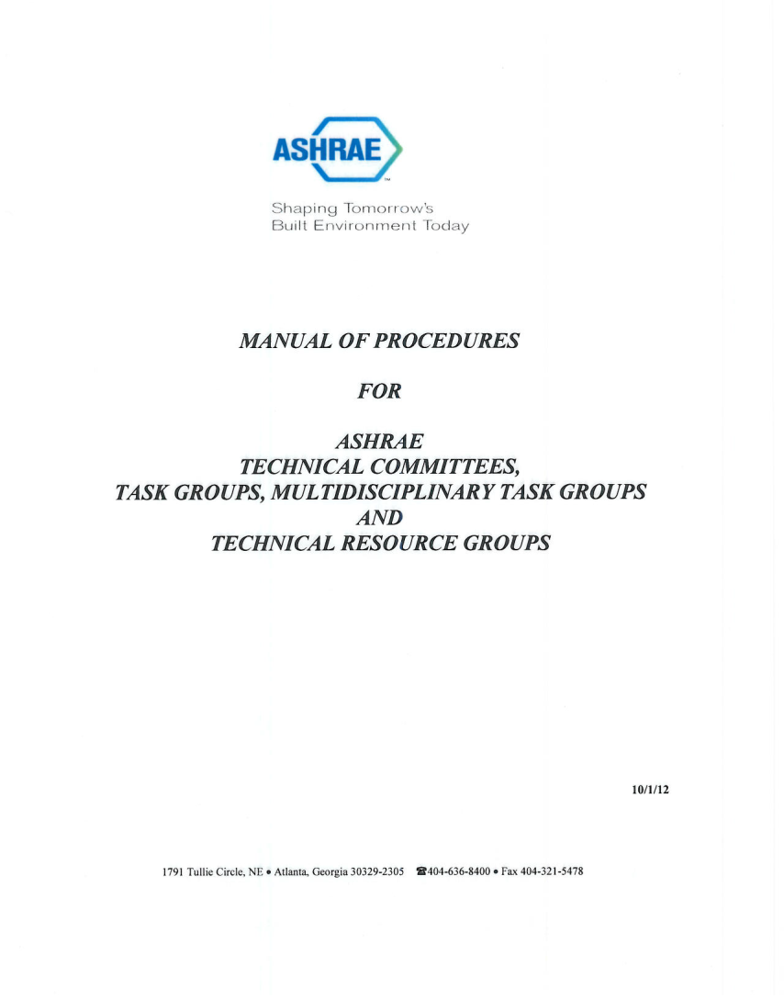 ASHRAE
™
Shaping Tomorrow's
Built Environment Today
MANUAL OF PROCEDURES
FOR
ASHRAE
TECHNICAL COMMITTEES,
TASK GROUPS, MULTIDISCIPLINARY TASK GROUPS
AND
TECHNICAL RESOURCE GROUPS
10/1/12
1791 Tullie Circle, NE • Atlanta, Georgia 30329-2305 ☎404-636-8400 • Fax 404-321-5478